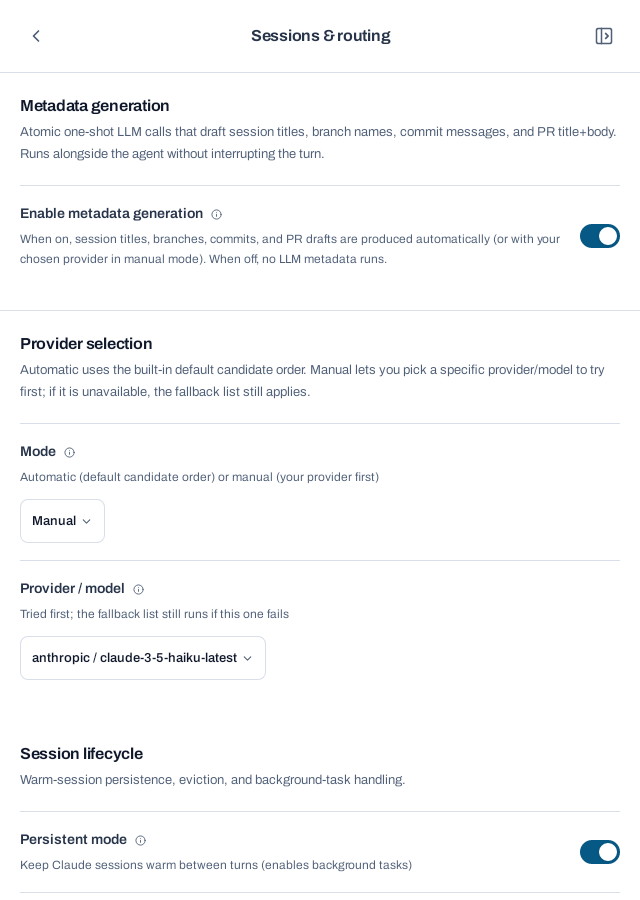 Sessions & routing
Metadata generation
Atomic one-shot LLM calls that draft session titles, branch names, commit messages, and PR title+body.
Runs alongside the agent without interrupting the turn.
Enable metadata generation
When on, session titles, branches, commits, and PR drafts are produced automatically (or with your
chosen provider in manual mode). When off, no LLM metadata runs.
Provider selection
Automatic uses the built-in default candidate order. Manual lets you pick a specific provider/model to try
first; if it is unavailable, the fallback list still applies.
Mode
Automatic (default candidate order) or manual (your provider first)
Manual
Provider / model
Tried first; the fallback list still runs if this one fails
anthropic / claude-3-5-haiku-latest
Session lifecycle
Warm-session persistence, eviction, and background-task handling.
Persistent mode
Keep Claude sessions warm between turns (enables background tasks)